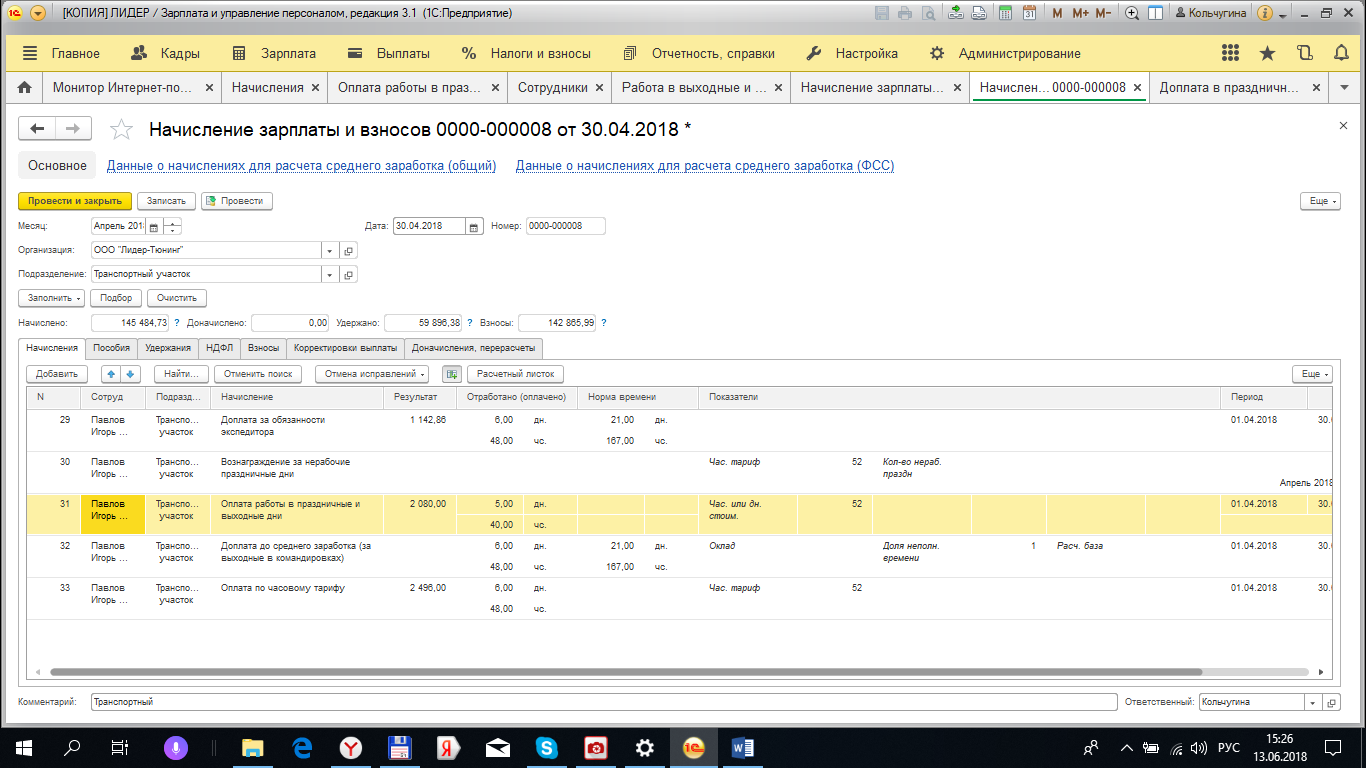 [КОПИЯ] ЛИДЕР / Зарплата и управление персоналом, редакция 3.1 (1С:Предприятие)
M M+ M- Кольчугина
Главное Кадры Зарплата Выплаты Налоги и взносы Отчетность, справки Настройка Администрирование
Монитор Интернет-по... × Начисления × Оплата работы в праз... × Сотрудники × Работа в выходные и ... × Начисление зарплаты... × Начислен... 0000-000008 × Доплата в праздничн... ×
Начисление зарплаты и взносов 0000-000008 от 30.04.2018 *
Основное Данные о начислениях для расчета среднего заработка (общий) Данные о начислениях для расчета среднего заработка (ФСС)
Провести и закрыть Записать Провести Еще
Месяц: Апрель 201 Дата: 30.04.2018 Номер: 0000-000008
Организация: ООО "Лидер-Тюнинг"
Подразделение: Транспортный участок
Заполнить Подбор Очистить
Начислено: 145 484,73 ? Доначислено: 0,00 Удержано: 59 896,38 ? Взносы: 142 865,99 ?
Начисления Пособия Удержания НДФЛ Взносы Корректировки выплаты Доначисления, перерасчеты
Добавить Найти... Отменить поиск Отмена исправлений Расчетный листок Еще
N Сотруд Подразд... Начисление Результат Отработано (оплачено) Норма времени Показатели Период
29 Павлов Транспо... Доплата за обязанности 1 142,86 6,00 дн. 21,00 дн. 01.04.2018 30.
Игорь ... участок экспедитора 48,00 чс. 167,00 чс.
30 Павлов Транспо... Вознаграждение за нерабочие Час. тариф 52 Кол-во нераб.
Игорь ... участок праздничные дни праздн
Апрель 2018
31 Павлов Транспо... Оплата работы в праздничные и 2 080,00 5,00 дн. Час. или дн. 52 01.04.2018 30.
Игорь ... участок выходные дни 40,00 чс. стоим.
32 Павлов Транспо... Доплата до среднего заработка (за 6,00 дн. 21,00 дн. Оклад Доля неполн. 1 Расч. база 01.04.2018 30.
Игорь ... участок выходные в командировках) 48,00 чс. 167,00 чс. времени
33 Павлов Транспо... Оплата по часовому тарифу 2 496,00 6,00 дн. Час. тариф 52 01.04.2018 30.
Игорь ... участок 48,00 чс.
Комментарий: Транспортный Ответственный: Кольчугина
РУС 15:26
13.06.2018